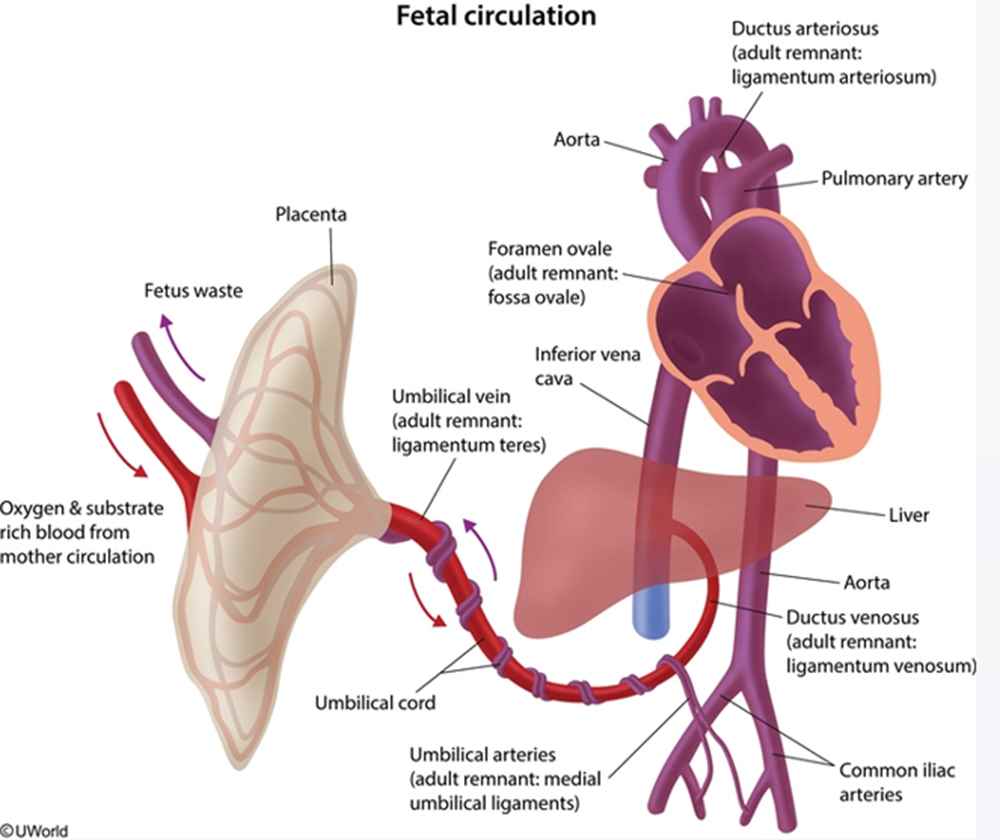 Fetal circulation
Ductus arteriosus
(adult remnant:
ligamentum arteriosum)
Aorta
Pulmonary artery
Placenta
Foramen ovale
(adult remnant:
fossa ovale)
Fetus waste
Inferior vena
cava
Umbilical vein
(adult remnant:
ligamentum teres)
Oxygen & substrate
rich blood from
mother circulation
Liver
Aorta
Ductus venosus
(adult remnant:
ligamentum venosum)
Umbilical cord
Umbilical arteries
(adult remnant: medial
umbilical ligaments)
Common iliac
arteries
©UWorld